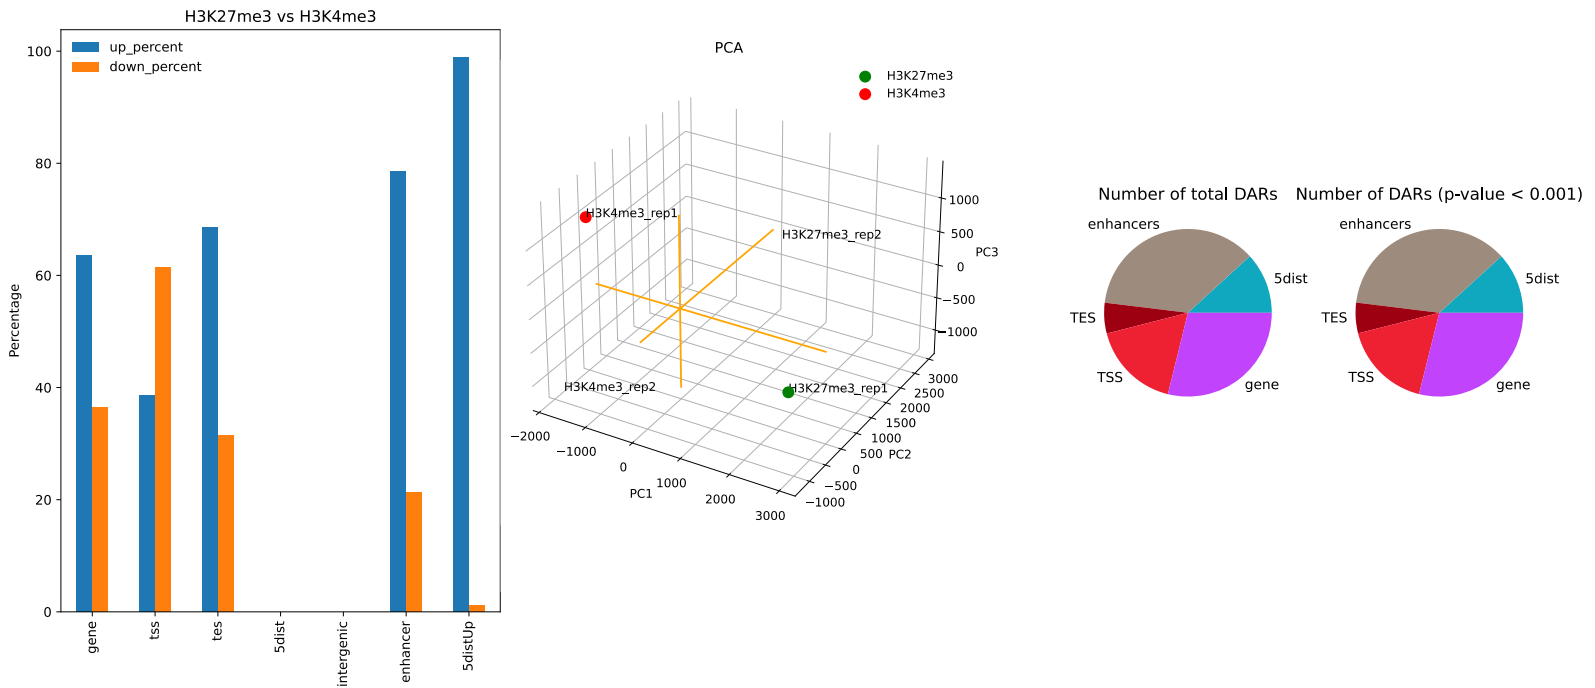 H3K27me3 vs H3K4me3
up_percent
down_percent
Percentage
100
80
60
40
20
0
gene
tss
tes
5dist
intergenic
enhancer
5distUp
PCA
H3K27me3
H3K4me3
H3K4me3_rep1
H3K27me3_rep2
H3K4me3_rep2
H3K27me3_rep1
1000
500
0
−500
−1000
PC3
3000
2500
2000
1500
1000
500
0
−500
−1000
PC2
−2000
−1000
0
1000
2000
3000
PC1
Number of total DARs
enhancers
5dist
TES
TSS
gene
Number of DARs (p-value < 0.001)
enhancers
5dist
TES
TSS
gene